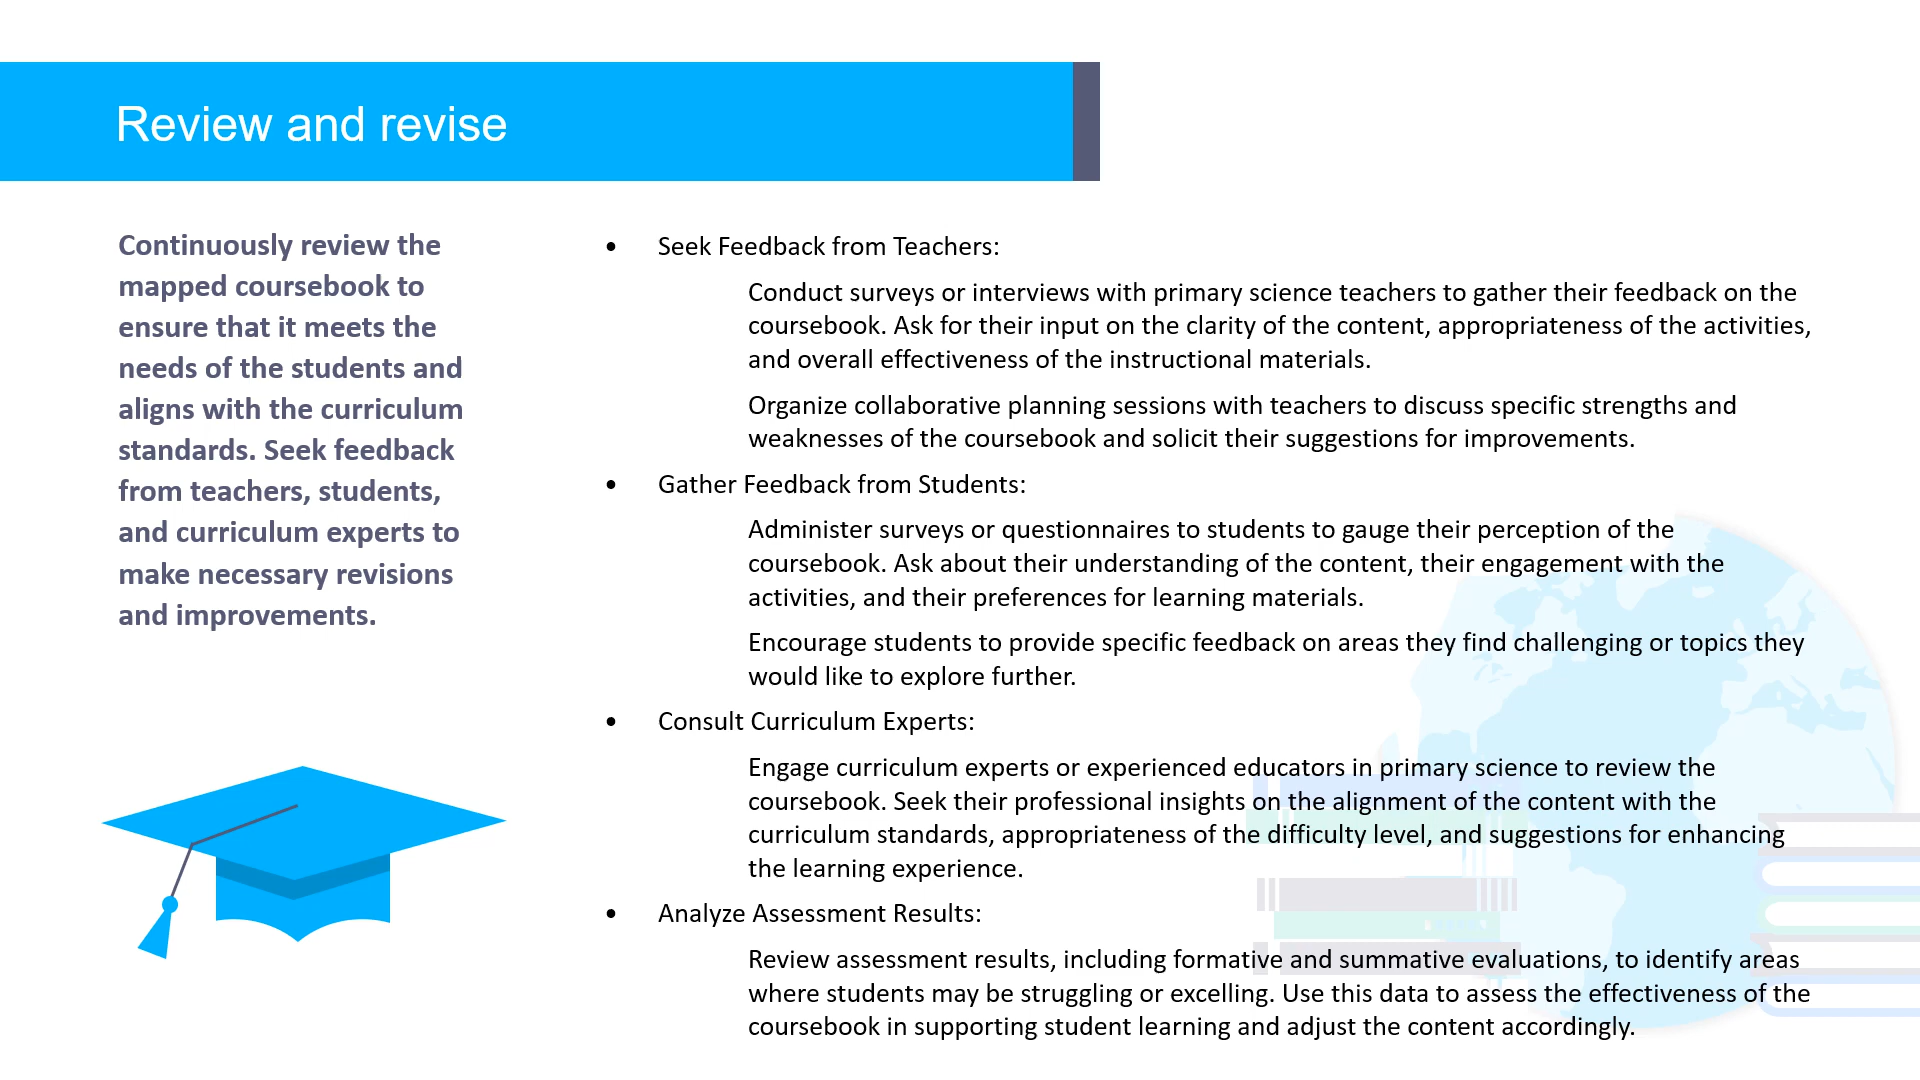 Review and revise
Continuously review the
mapped coursebook to
ensure that it meets the
needs of the students and
aligns with the curriculum
standards. Seek feedback
from teachers, students,
and curriculum experts to
make necessary revisions
and improvements.
• Seek Feedback from Teachers:
Conduct surveys or interviews with primary science teachers to gather their feedback on the
coursebook. Ask for their input on the clarity of the content, appropriateness of the activities,
and overall effectiveness of the instructional materials.
Organize collaborative planning sessions with teachers to discuss specific strengths and
weaknesses of the coursebook and solicit their suggestions for improvements.
• Gather Feedback from Students:
Administer surveys or questionnaires to students to gauge their perception of the
coursebook. Ask about their understanding of the content, their engagement with the
activities, and their preferences for learning materials.
Encourage students to provide specific feedback on areas they find challenging or topics they
would like to explore further.
• Consult Curriculum Experts:
Engage curriculum experts or experienced educators in primary science to review the
coursebook. Seek their professional insights on the alignment of the content with the
curriculum standards, appropriateness of the difficulty level, and suggestions for enhancing
the learning experience.
• Analyze Assessment Results:
Review assessment results, including formative and summative evaluations, to identify areas
where students may be struggling or excelling. Use this data to assess the effectiveness of the
coursebook in supporting student learning and adjust the content accordingly.